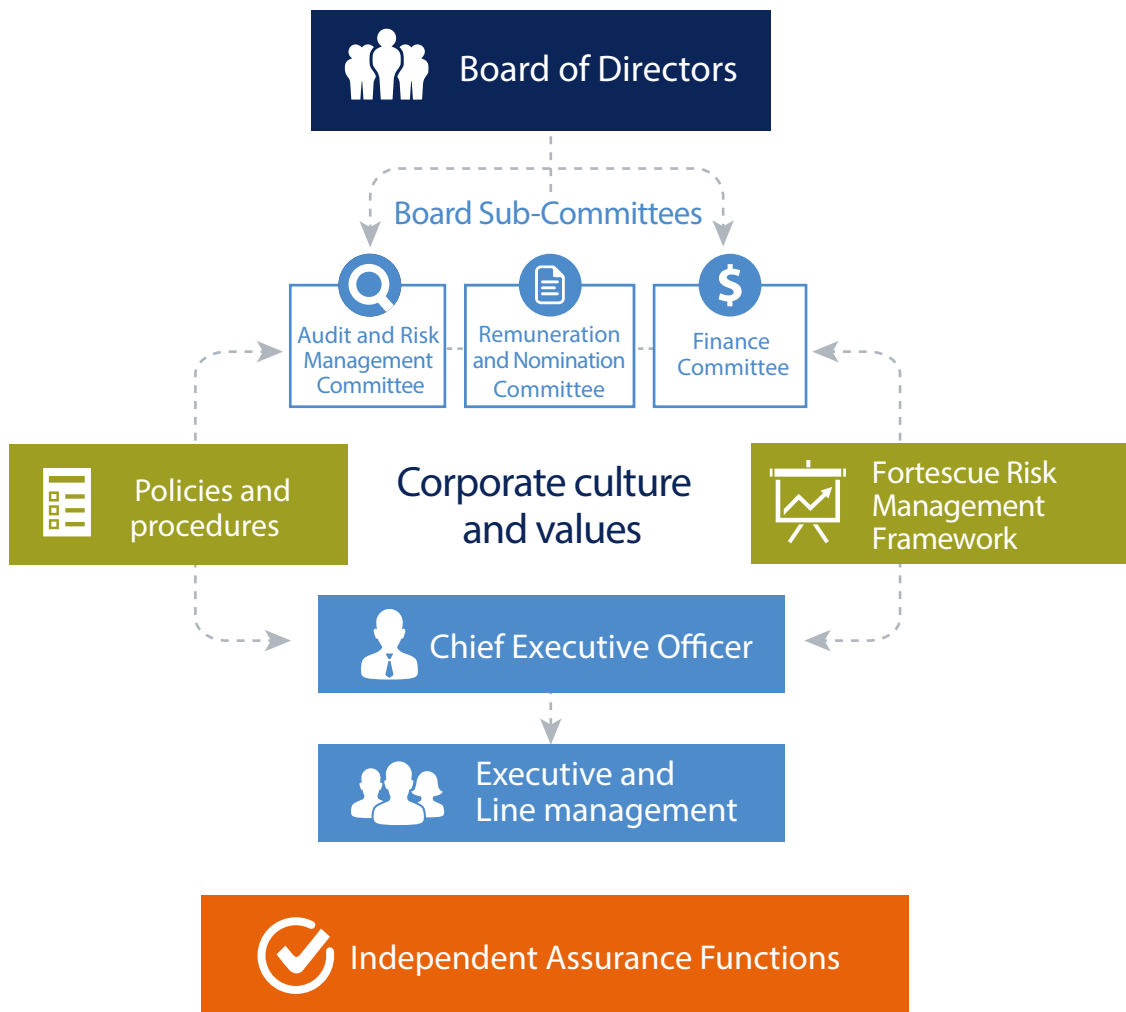 Board of Directors
Board Sub-Committees
Audit and Risk
Management
Committee
Remuneration
and Nomination
Committee
$
Finance
Committee
Policies and
procedures
Corporate culture
and values
Fortescue Risk
Management
Framework
Chief Executive Officer
Executive and
Line management
Independent Assurance Functions